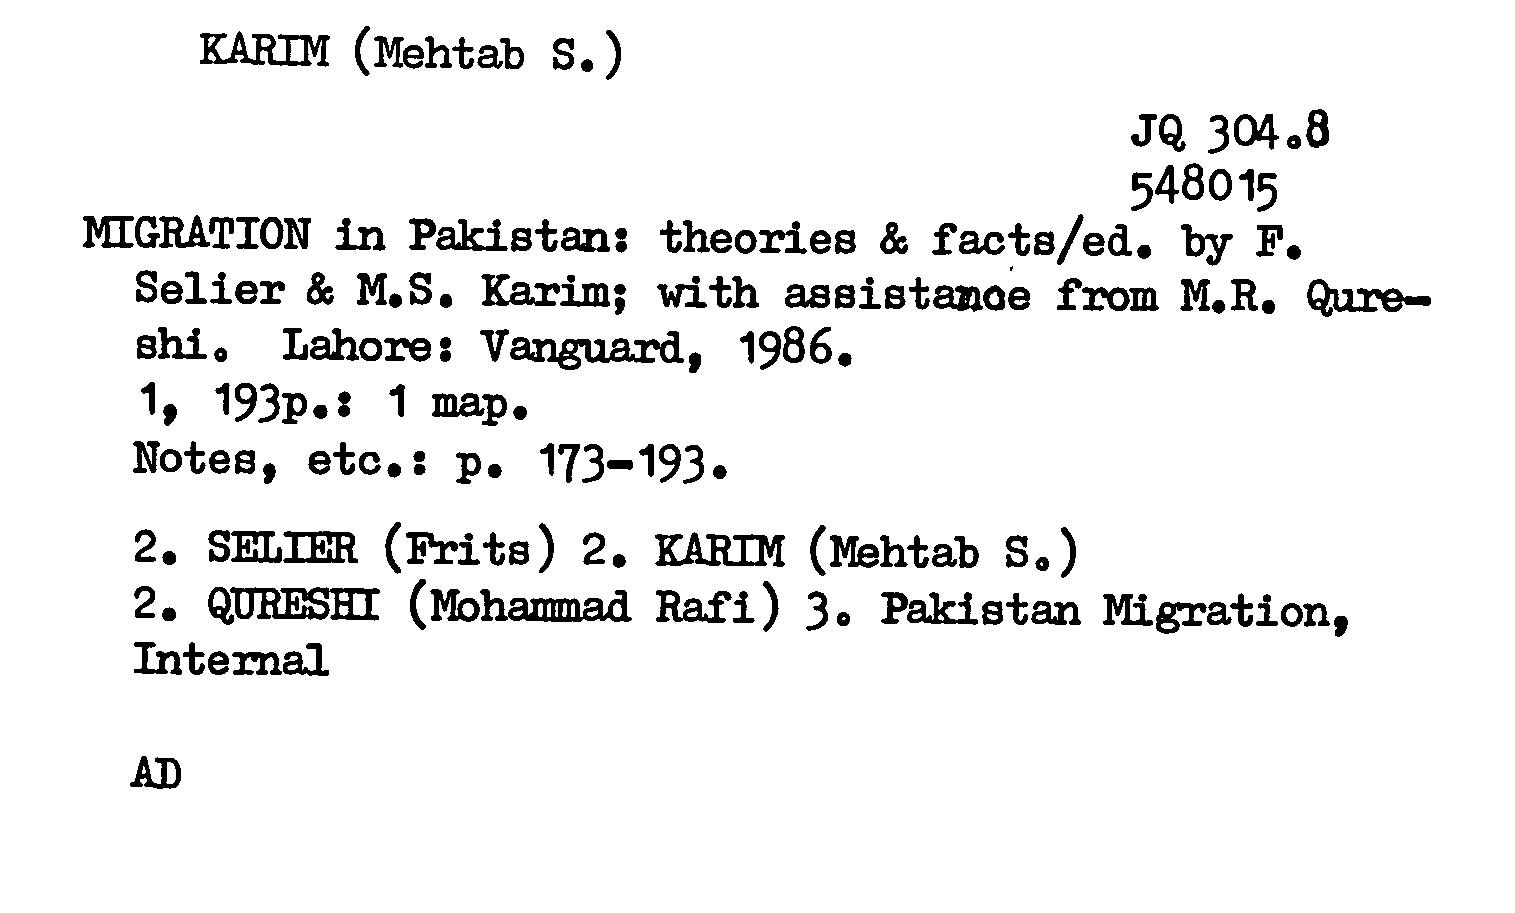 KARIM (Mehtab S.)
JQ 304.8
548015
MIGRATION in Pakistan: theories & facts/ed. by F.
Selier & M.S. Karim; with assistance from M.R. Qure-
shi. Lahore: Vanguard, 1986.
1, 193p.: 1 map.
Notes, etc.: p. 173-193.
2. SELIER (Frits) 2. KARIM (Mehtab S.)
2. QURESHI (Mohammad Rafi) 3. Pakistan Migration,
Internal
AD